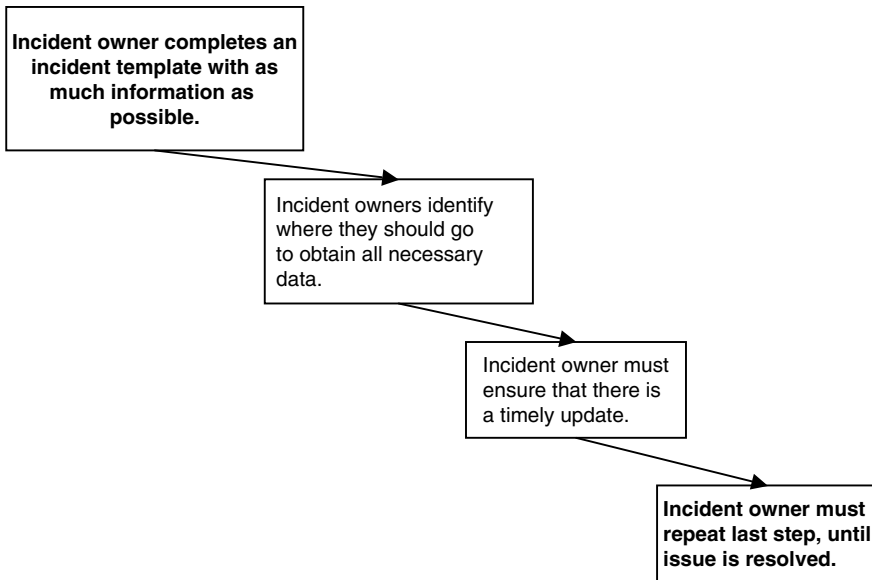 Incident owner completes an
incident template with as
much information as
possible.
Incident owners identify
where they should go
to obtain all necessary
data.
Incident owner must
ensure that there is
a timely update.
Incident owner must
repeat last step, until
issue is resolved.